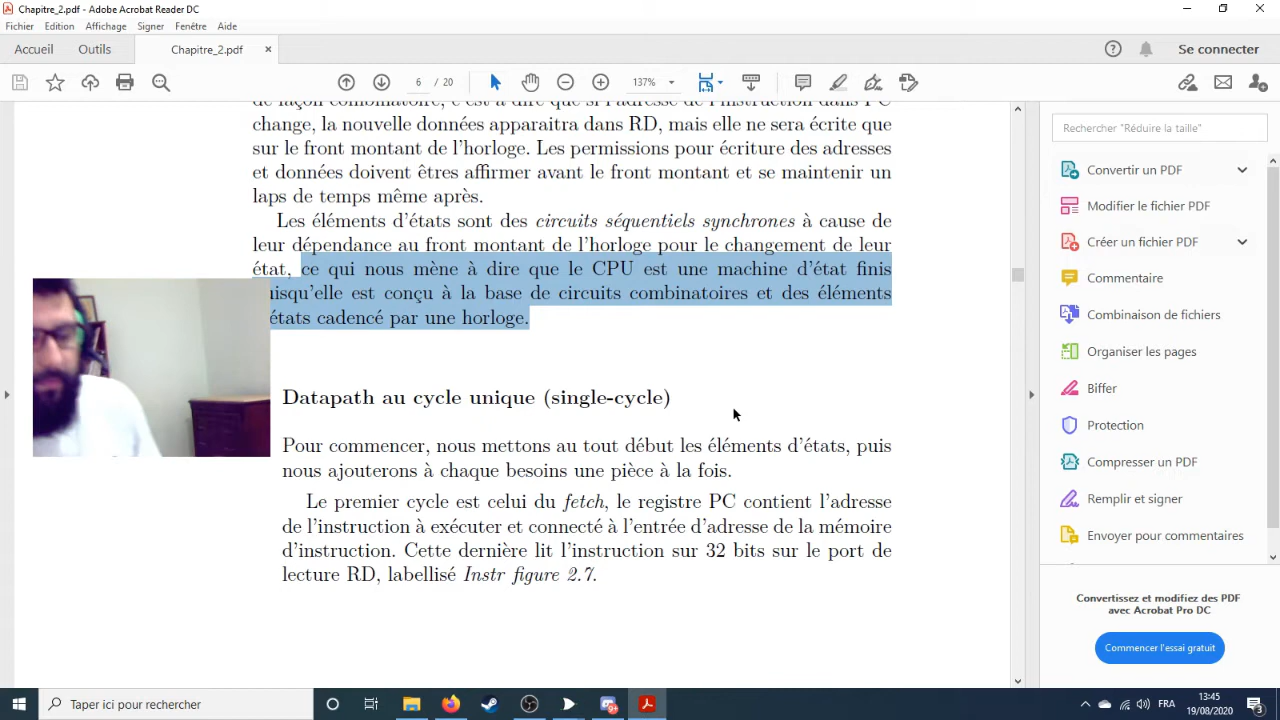 Chapitre_2.pdf - Adobe Acrobat Reader DC
Fichier Edition Affichage Signer Fenêtre Aide
Accueil Outils Chapitre_2.pdf × Se connecter
6 / 20 137%
change, la nouvelle données apparaitra dans RD, mais elle ne sera écrite que
sur le front montant de l'horloge. Les permissions pour écriture des adresses
et données doivent êtres affirmer avant le front montant et se maintenir un
laps de temps même après.
Les éléments d'états sont des circuits séquentiels synchrones à cause de
leur dépendance au front montant de l'horloge pour le changement de leur
état, ce qui nous mène à dire que le CPU est une machine d'état finis
qu'elle est conçu à la base de circuits combinatoires et des éléments
états cadencé par une horloge.
Datapath au cycle unique (single-cycle)
Pour commencer, nous mettons au tout début les éléments d'états, puis
nous ajouterons à chaque besoins une pièce à la fois.
Le premier cycle est celui du fetch, le registre PC contient l'adresse
de l'instruction à exécuter et connecté à l'entrée d'adresse de la mémoire
d'instruction. Cette dernière lit l'instruction sur 32 bits sur le port de
lecture RD, labellisé Instr figure 2.7.
Rechercher "Réduire la taille"
Convertir un PDF
Modifier le fichier PDF
Créer un fichier PDF
Commentaire
Combinaison de fichiers
Organiser les pages
Biffer
Protection
Compresser un PDF
Remplir et signer
Envoyer pour commentaires
Convertissez et modifiez des PDF
avec Acrobat Pro DC
Commencer l'essai gratuit
Taper ici pour rechercher
FRA
13:45
19/08/2020
3